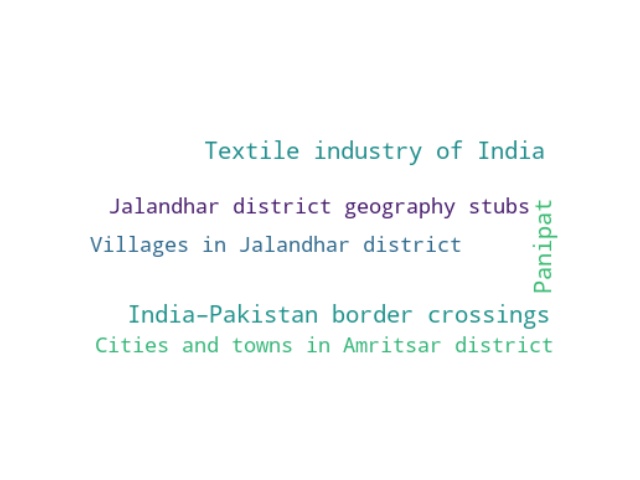 Textile industry of India
Jalandhar district geography stubs
Panipat
Villages in Jalandhar district
India–Pakistan border crossings
Cities and towns in Amritsar district